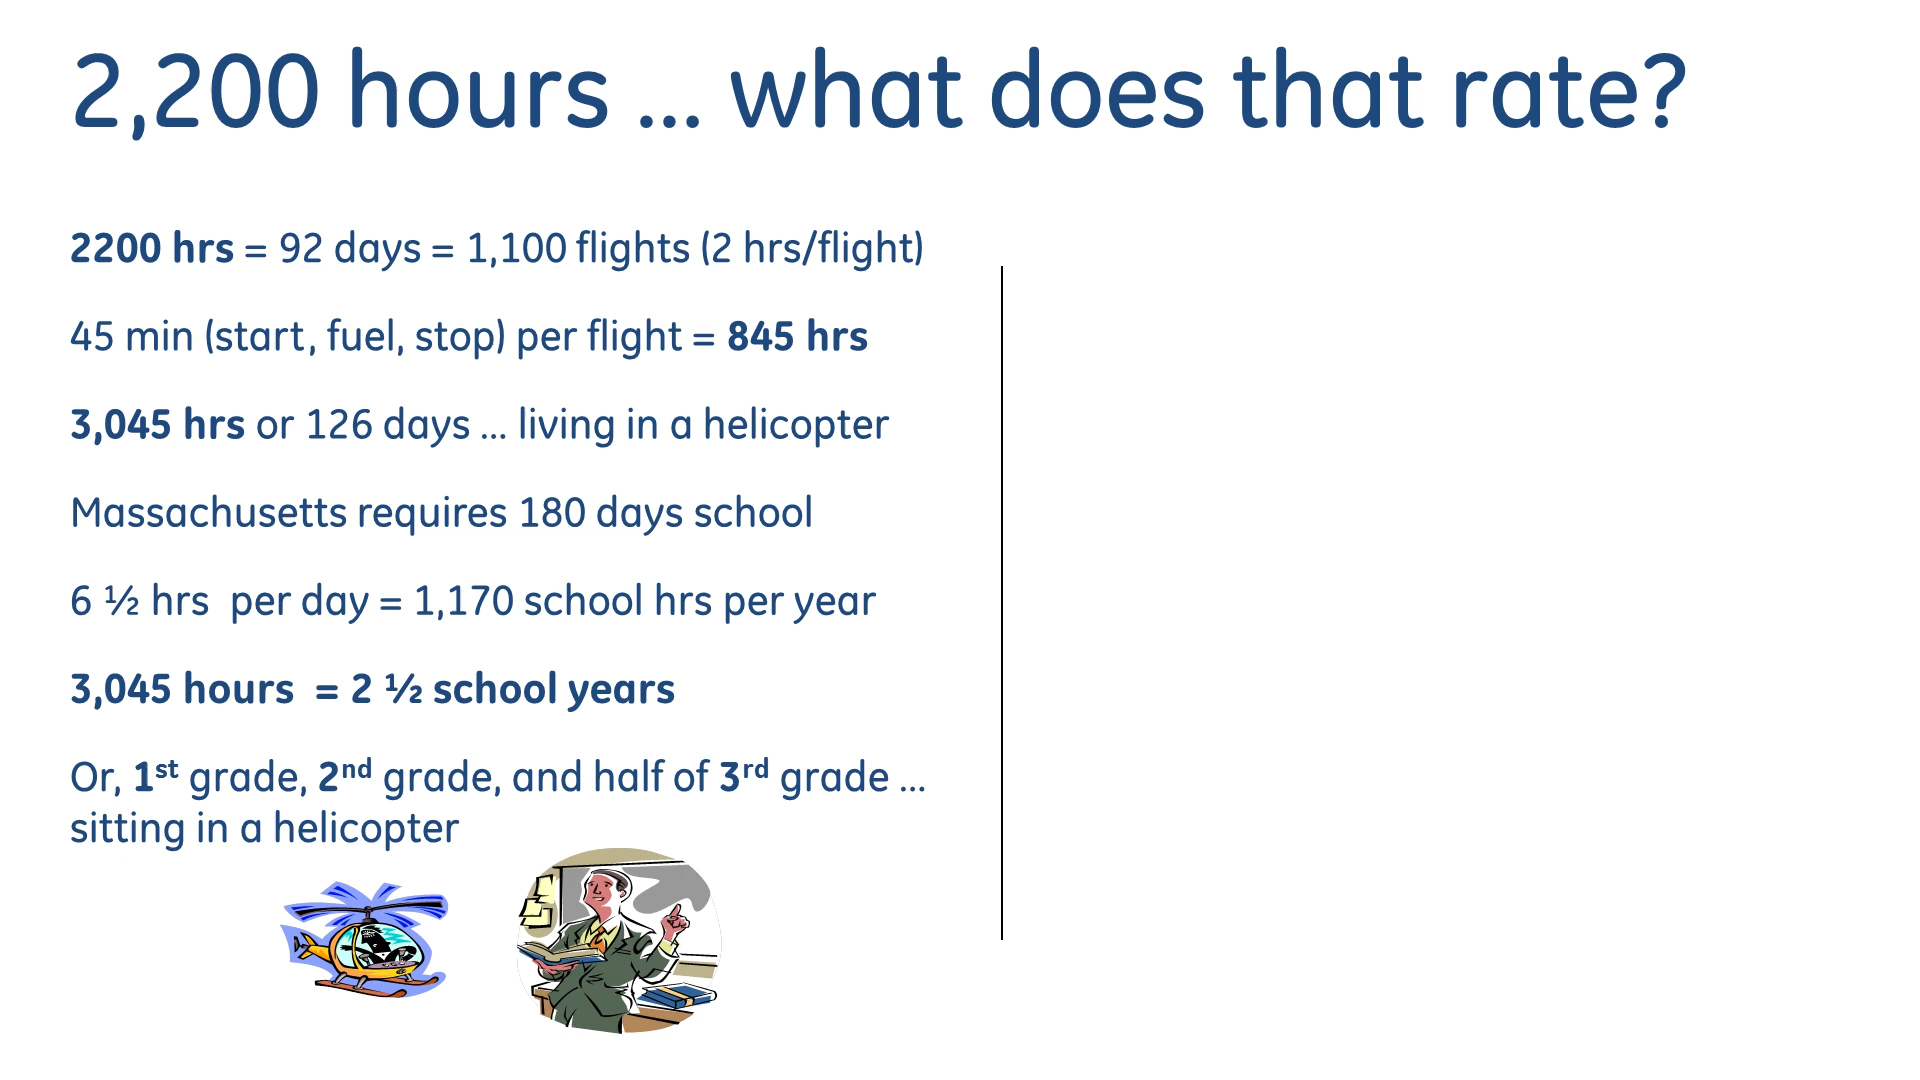 2,200 hours ... what does that rate?
2200 hrs = 92 days = 1,100 flights (2 hrs/flight)
45 min (start, fuel, stop) per flight = 845 hrs
3,045 hrs or 126 days ... living in a helicopter
Massachusetts requires 180 days school
6 ½ hrs  per day = 1,170 school hrs per year
3,045 hours  = 2 ½ school years
Or, 1st grade, 2nd grade, and half of 3rd grade ...
sitting in a helicopter